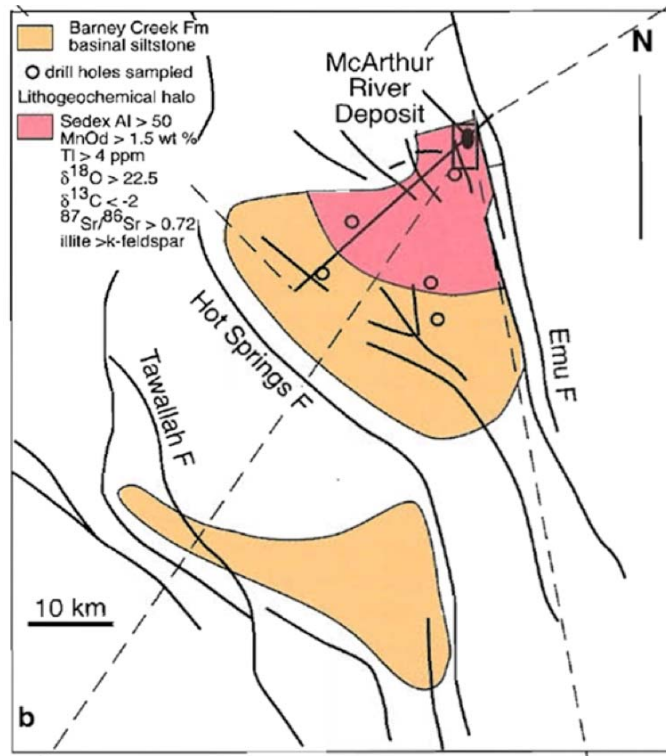 Barney Creek Fm
basinal siltstone
drill holes sampled
Lithogeochemical halo
Sedex AI > 50
MnOd > 1.5 wt %
Tl > 4 ppm
δ18O > 22.5
δ13C < -2
87Sr/86Sr > 0.72
illite >k-feldspar
McArthur
River
Deposit
N
Hot Springs F
Emu F
Tawallah F
10 km
b